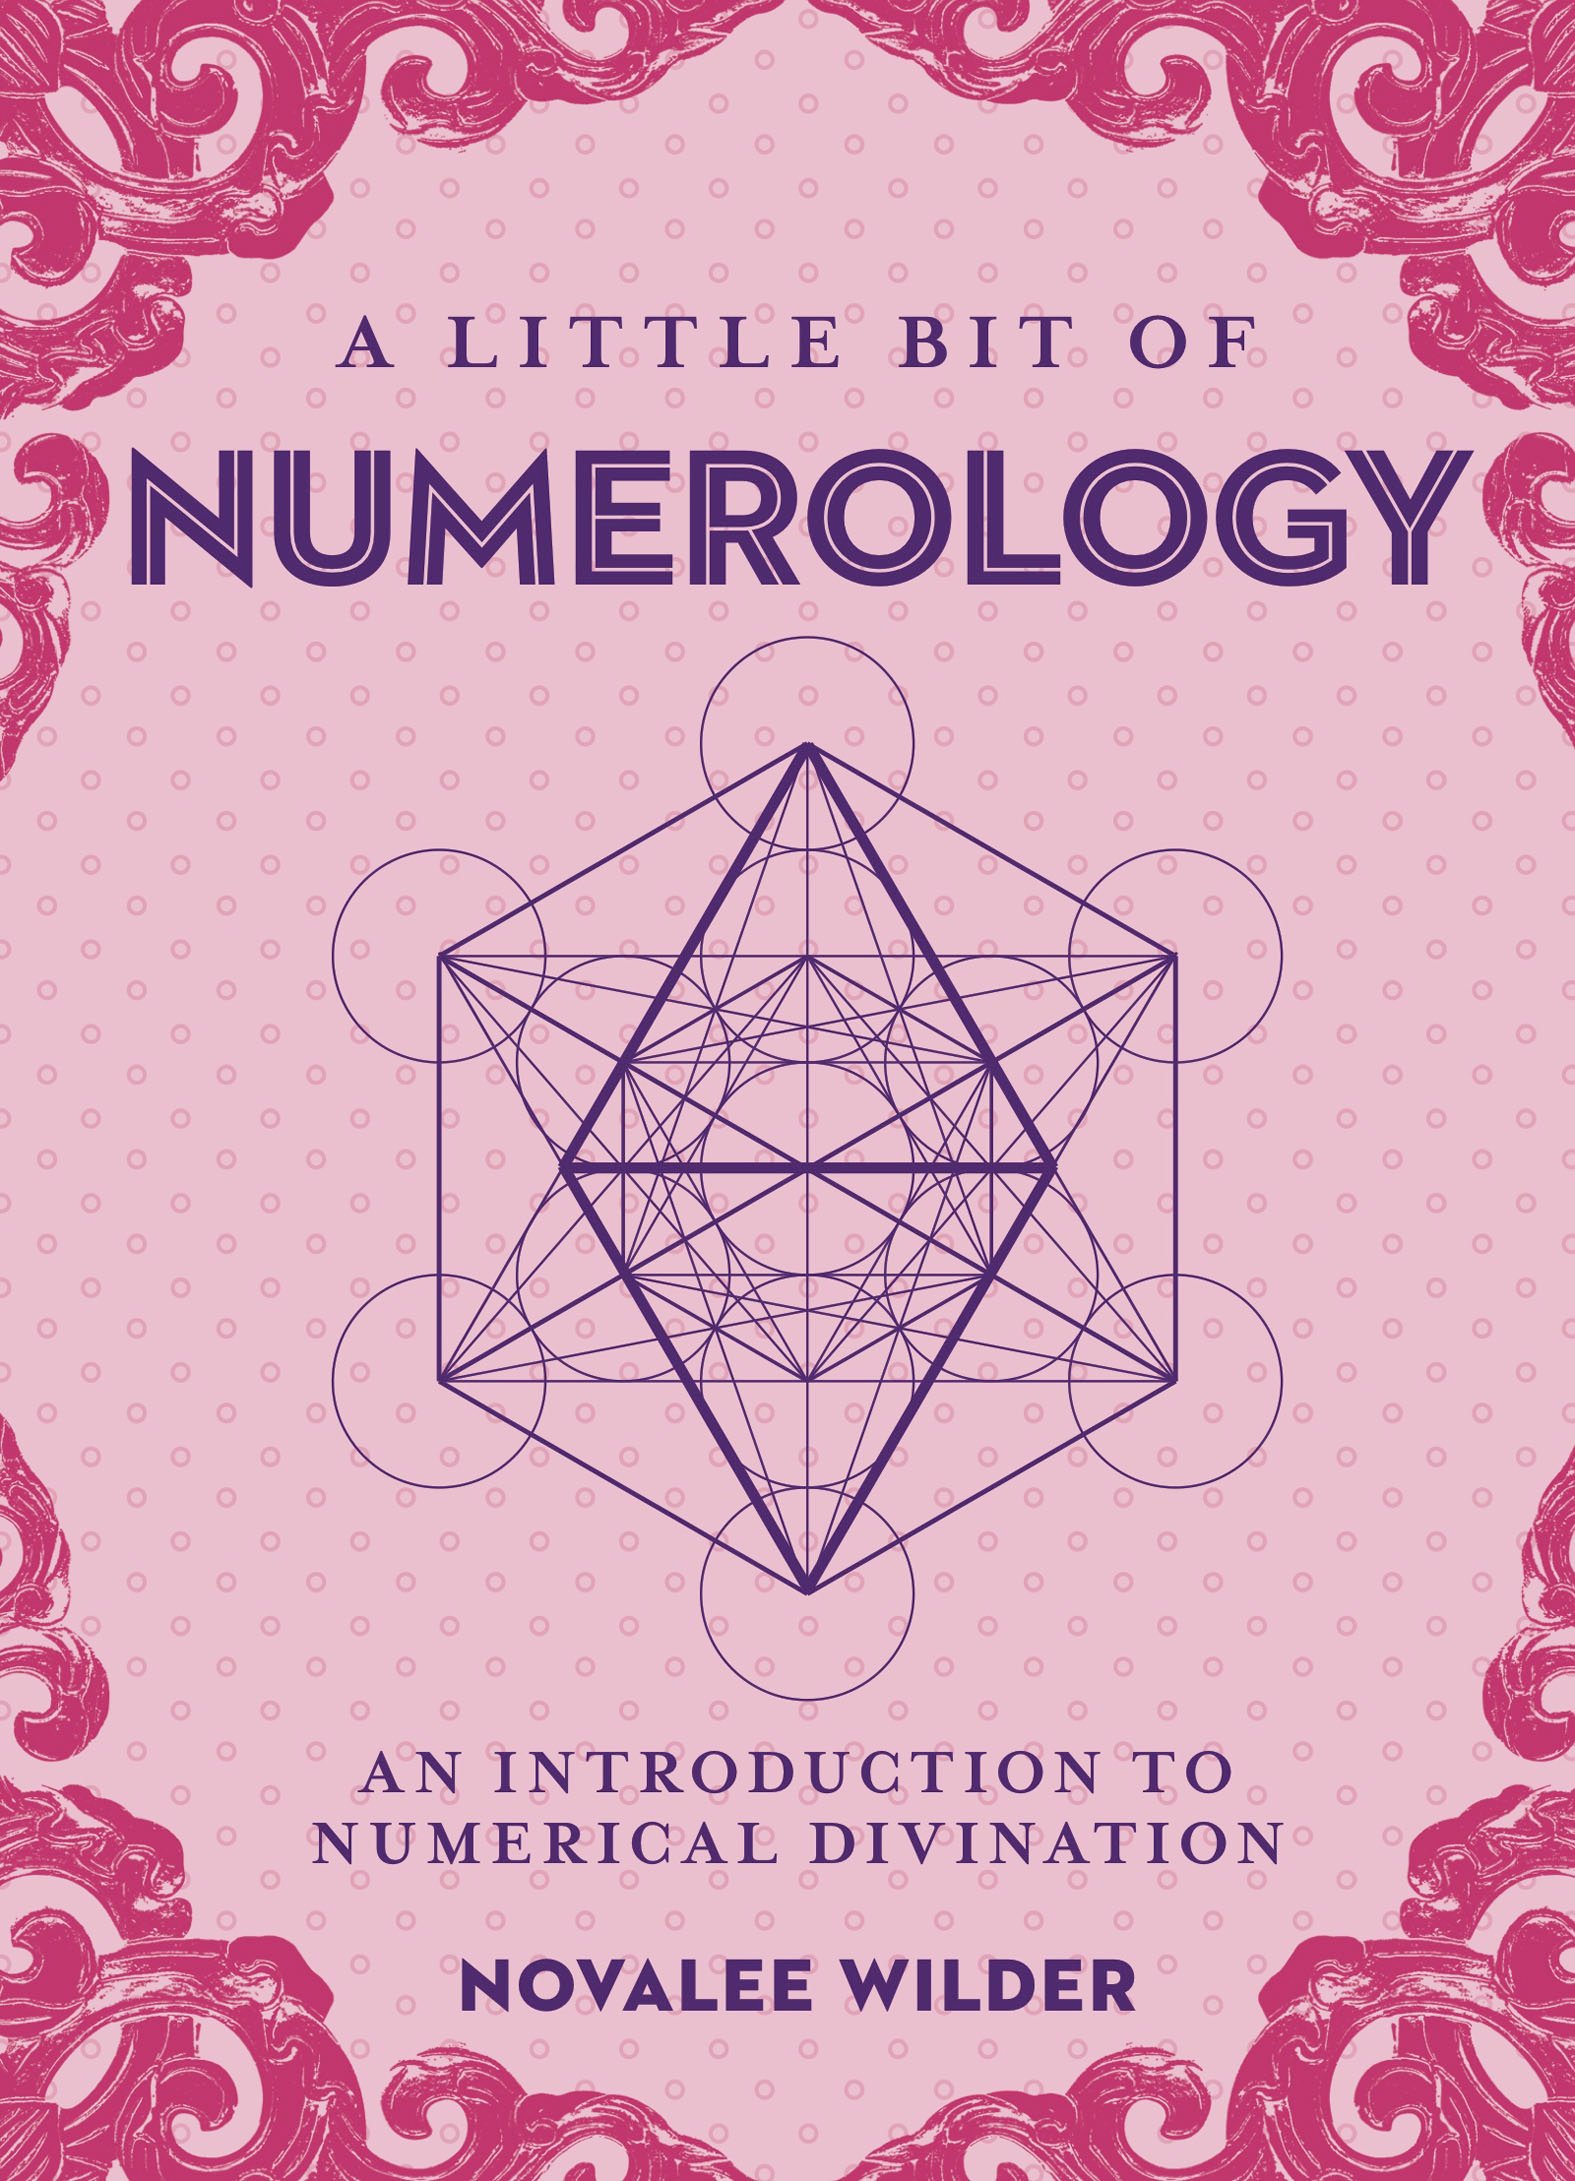 A LITTLE BIT OF
NUMEROLOGY
AN INTRODUCTION TO
NUMERICAL DIVINATION
NOVALEE WILDER